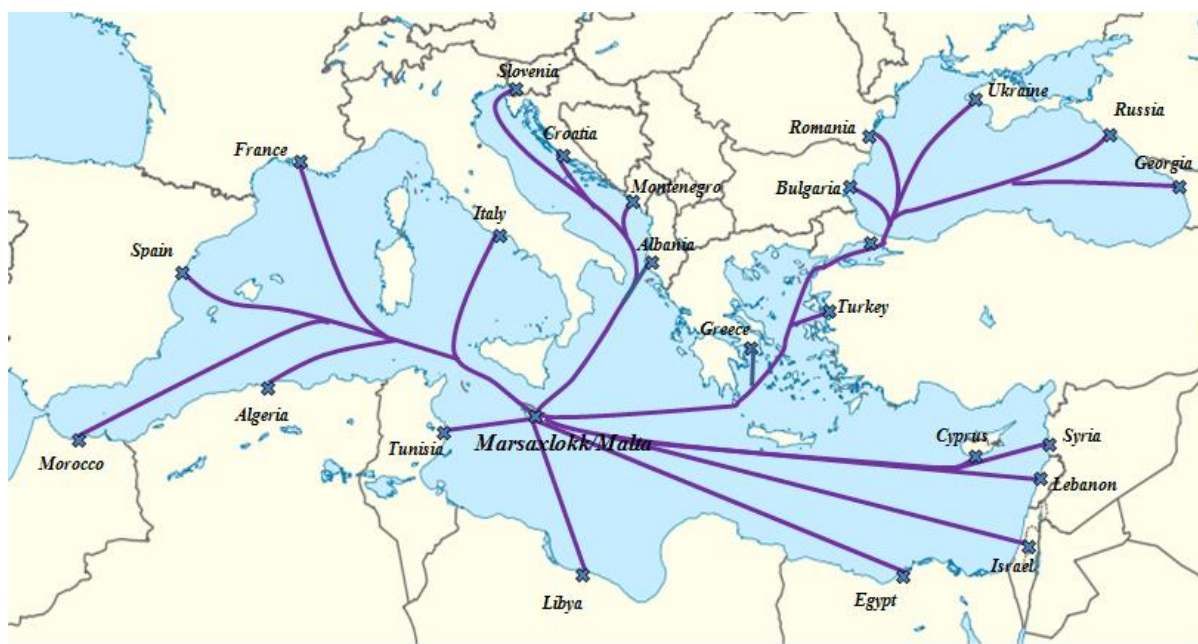 Slovenia
Ukraine
Romania
Russia
Croatia
France
Georgia
Bulgaria
Montenegro
Italy
Albania
Spain
Turkey
Greece
Algeria
Cyprus
Syria
Tunisia
Marsaxlokk/Malta
Morocco
Lebanon
Israel
Libya
Egypt